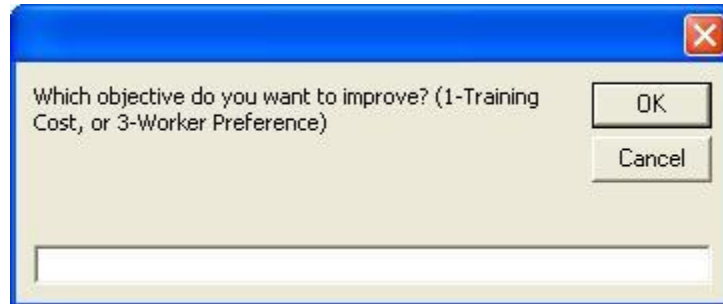 Which objective do you want to improve? (1-Training
Cost, or 3-Worker Preference)
OK
Cancel